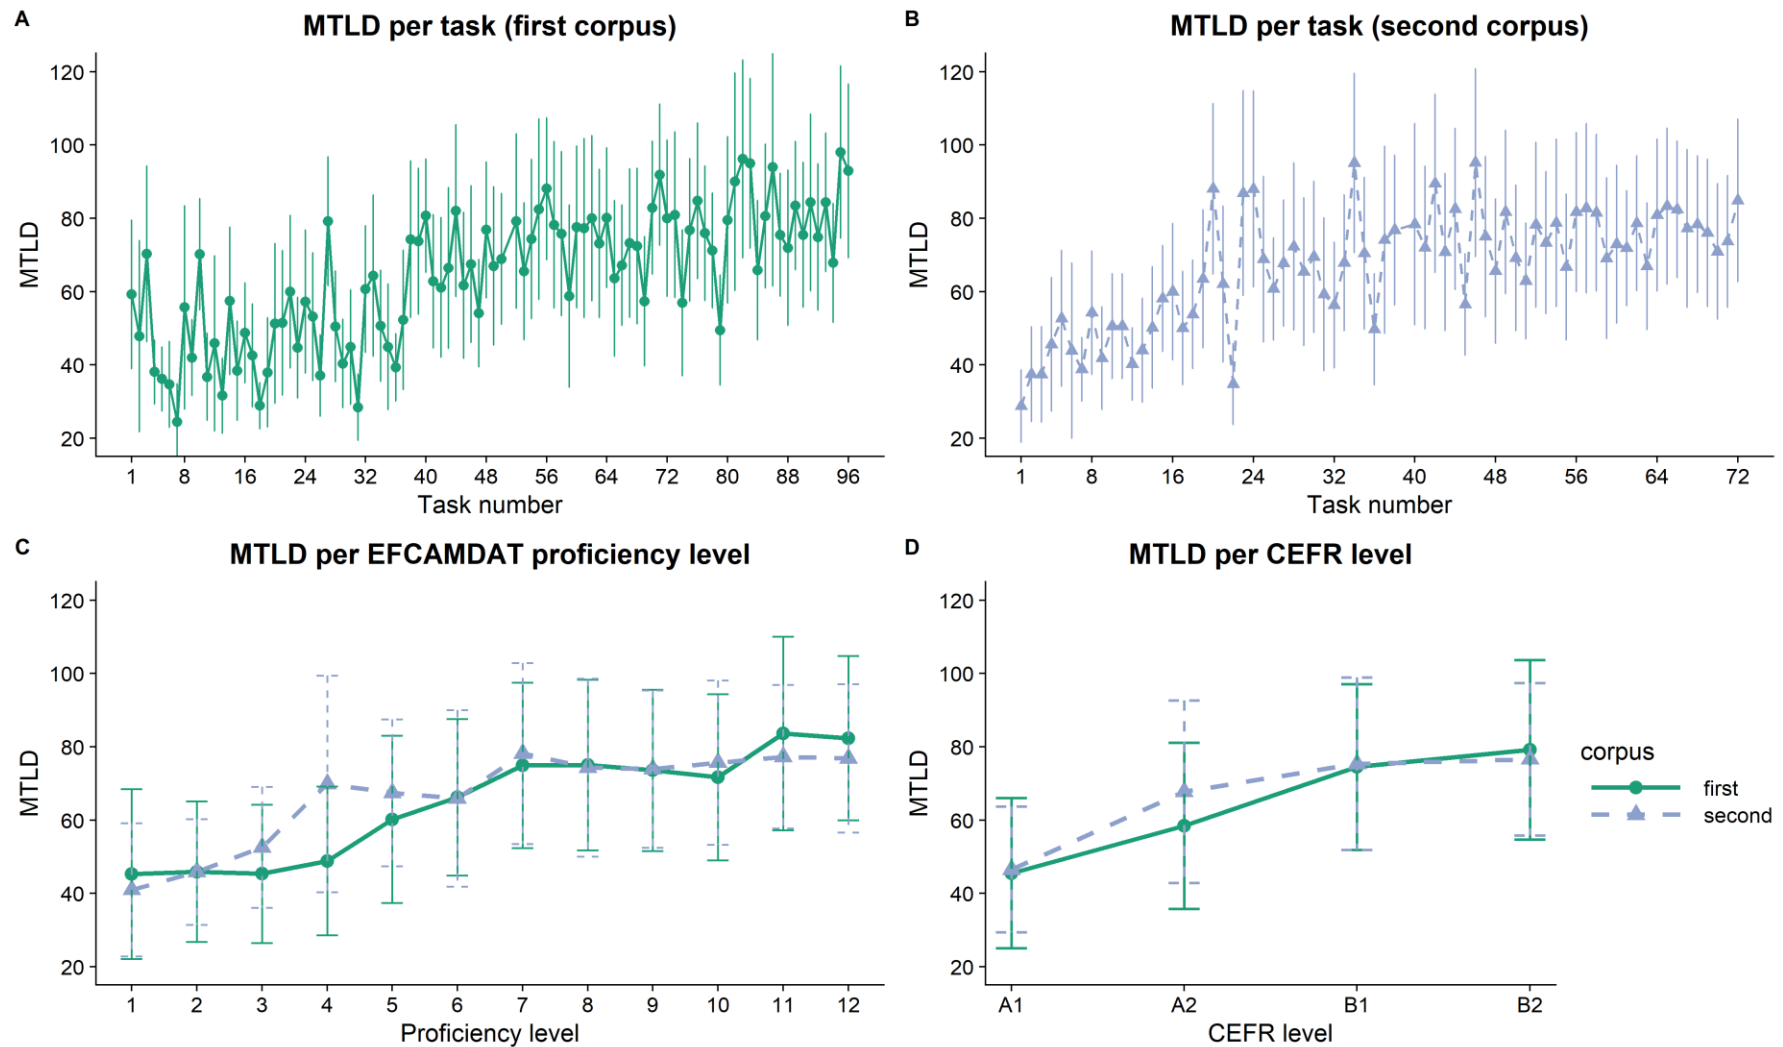 A
MTLD per task (first corpus)
120
100
80
60
40
20
MTLD
1 8 16 24 32 40 48 56 64 72 80 88 96
Task number
B
MTLD per task (second corpus)
120
100
80
60
40
20
MTLD
1 8 16 24 32 40 48 56 64 72
Task number
C
MTLD per EFCAMDAT proficiency level
120
100
80
60
40
20
MTLD
1 2 3 4 5 6 7 8 9 10 11 12
Proficiency level
D
MTLD per CEFR level
120
100
80
60
40
20
MTLD
A1 A2 B1 B2
CEFR level
corpus
first
second